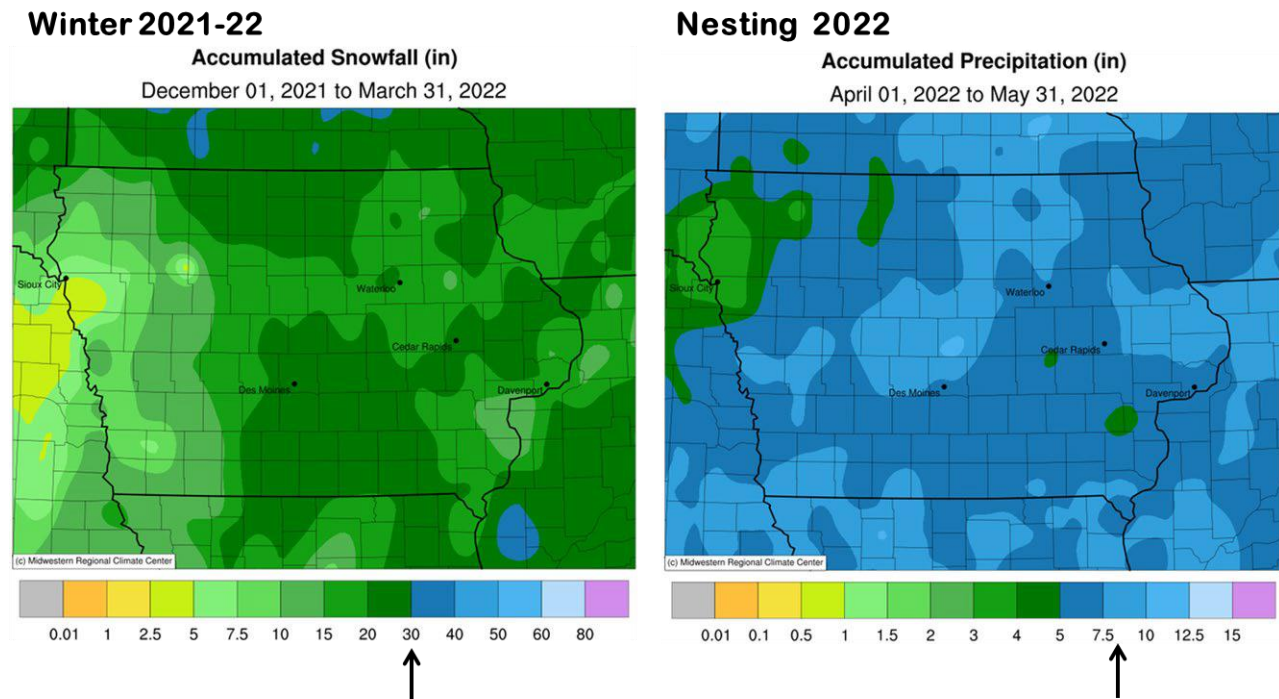 Winter 2021-22
Accumulated Snowfall (in)
December 01, 2021 to March 31, 2022
Sioux City
Waterloo
Cedar Rapids
Des Moines
Davenport
(c) Midwestern Regional Climate Center
0.01 1 2.5 5 7.5 10 15 20 30 40 50 60 80
Nesting 2022
Accumulated Precipitation (in)
April 01, 2022 to May 31, 2022
Sioux City
Waterloo
Cedar Rapids
Des Moines
Davenport
(c) Midwestern Regional Climate Center
0.01 0.1 0.5 1 1.5 2 3 4 5 7.5 10 12.5 15